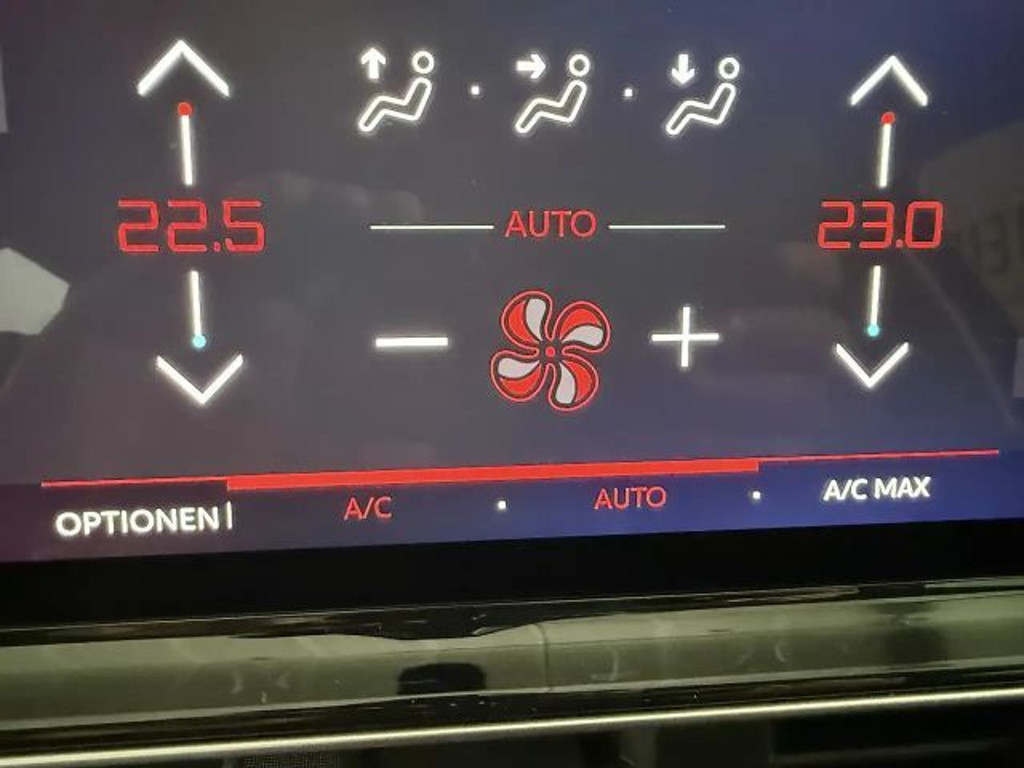 22.5
AUTO
23.0
OPTIONEN
A/C
AUTO
A/C MAX